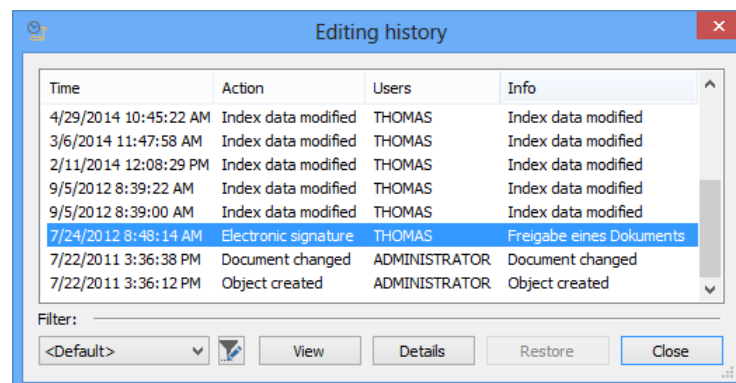 Editing history
Time Action Users Info
4/29/2014 10:45:22 AM Index data modified THOMAS Index data modified
3/6/2014 11:47:58 AM Index data modified THOMAS Index data modified
2/11/2014 12:08:29 PM Index data modified THOMAS Index data modified
9/5/2012 8:39:22 AM Index data modified THOMAS Index data modified
9/5/2012 8:39:00 AM Index data modified THOMAS Index data modified
7/24/2012 8:48:14 AM Electronic signature THOMAS Freigabe eines Dokuments
7/22/2011 3:36:38 PM Document changed ADMINISTRATOR Document changed
7/22/2011 3:36:12 PM Object created ADMINISTRATOR Object created
Filter:
<Default> View Details Restore Close